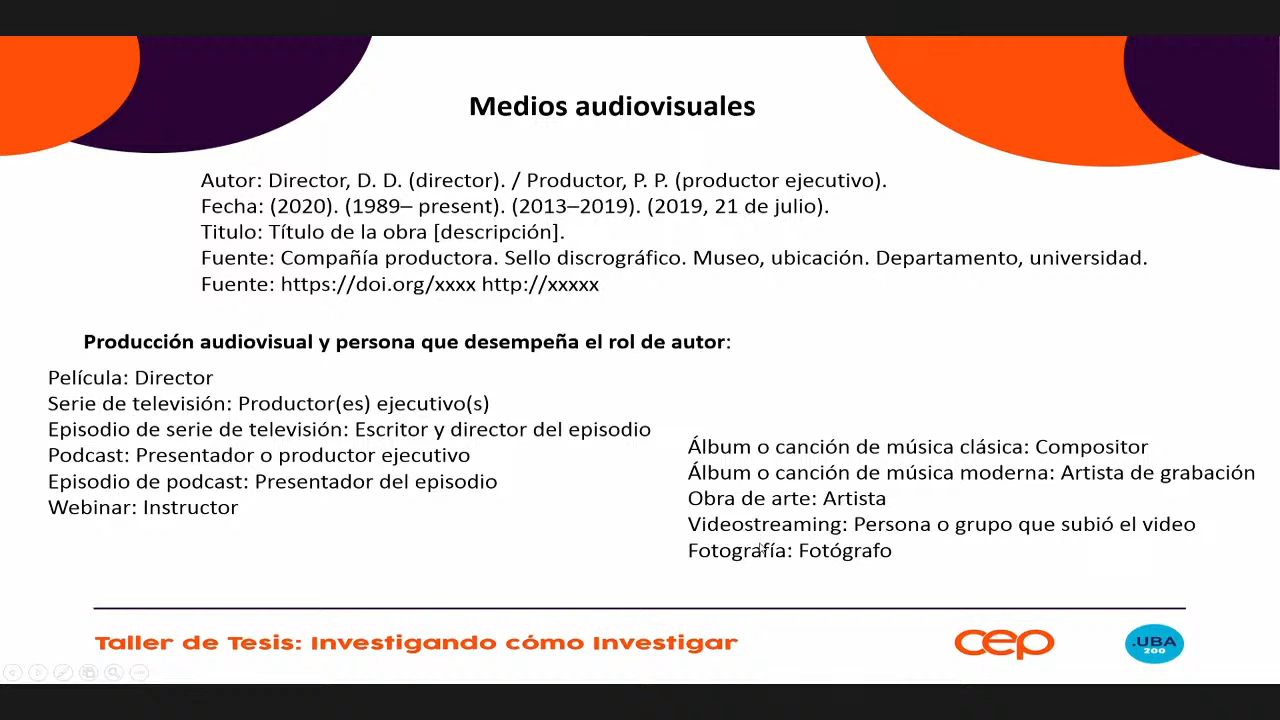 Medios audiovisuales
Autor: Director, D. D. (director). / Productor, P. P. (productor ejecutivo).
Fecha: (2020). (1989– present). (2013–2019). (2019, 21 de julio).
Titulo: Título de la obra [descripción].
Fuente: Compañía productora. Sello discrográfico. Museo, ubicación. Departamento, universidad.
Fuente: https://doi.org/xxxx http://xxxxx
Producción audiovisual y persona que desempeña el rol de autor:
Película: Director
Serie de televisión: Productor(es) ejecutivo(s)
Episodio de serie de televisión: Escritor y director del episodio
Podcast: Presentador o productor ejecutivo
Episodio de podcast: Presentador del episodio
Webinar: Instructor
Álbum o canción de música clásica: Compositor
Álbum o canción de música moderna: Artista de grabación
Obra de arte: Artista
Videostreaming: Persona o grupo que subió el video
Fotografía: Fotógrafo
Taller de Tesis: Investigando cómo Investigar
cep
.UBA
200